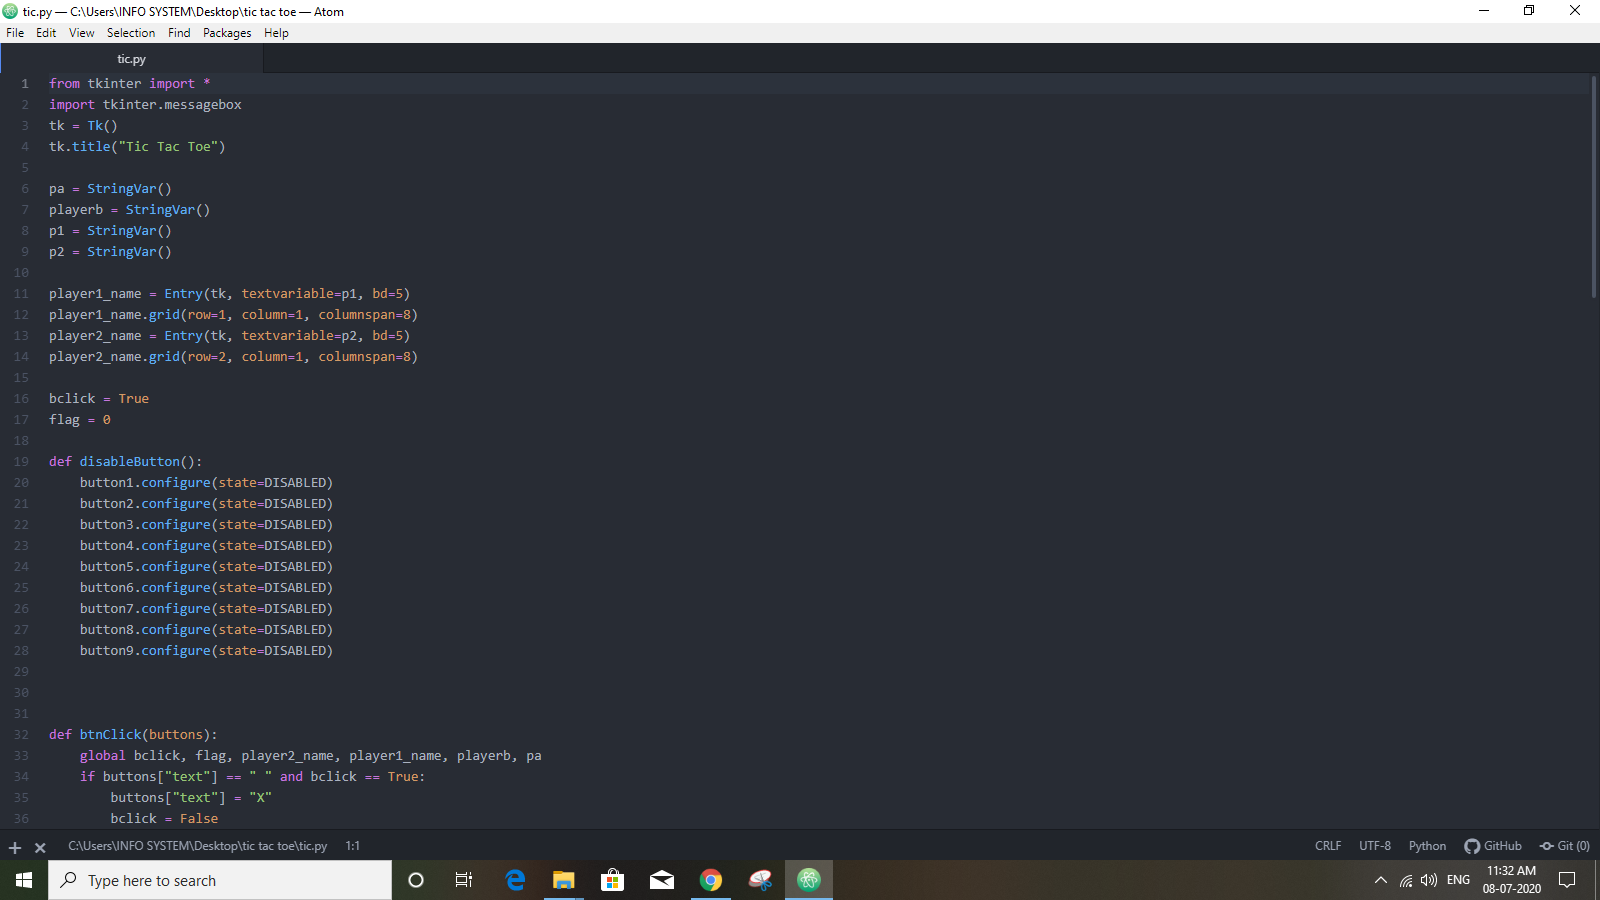 tic.py — C:\Users\INFO SYSTEM\Desktop\tic tac toe — Atom
File Edit View Selection Find Packages Help
tic.py
1 from tkinter import *
2 import tkinter.messagebox
3 tk = Tk()
4 tk.title("Tic Tac Toe")
5
6 pa = StringVar()
7 playerb = StringVar()
8 p1 = StringVar()
9 p2 = StringVar()
10
11 player1_name = Entry(tk, textvariable=p1, bd=5)
12 player1_name.grid(row=1, column=1, columnspan=8)
13 player2_name = Entry(tk, textvariable=p2, bd=5)
14 player2_name.grid(row=2, column=1, columnspan=8)
15
16 bclick = True
17 flag = 0
18
19 def disableButton():
20     button1.configure(state=DISABLED)
21     button2.configure(state=DISABLED)
22     button3.configure(state=DISABLED)
23     button4.configure(state=DISABLED)
24     button5.configure(state=DISABLED)
25     button6.configure(state=DISABLED)
26     button7.configure(state=DISABLED)
27     button8.configure(state=DISABLED)
28     button9.configure(state=DISABLED)
29
30
31
32 def btnClick(buttons):
33     global bclick, flag, player2_name, player1_name, playerb, pa
34     if buttons["text"] == " " and bclick == True:
35         buttons["text"] = "X"
36         bclick = False
C:\Users\INFO SYSTEM\Desktop\tic tac toe\tic.py 1:1 CRLF UTF-8 Python GitHub Git (0)
Type here to search
ENG
11:32 AM
08-07-2020